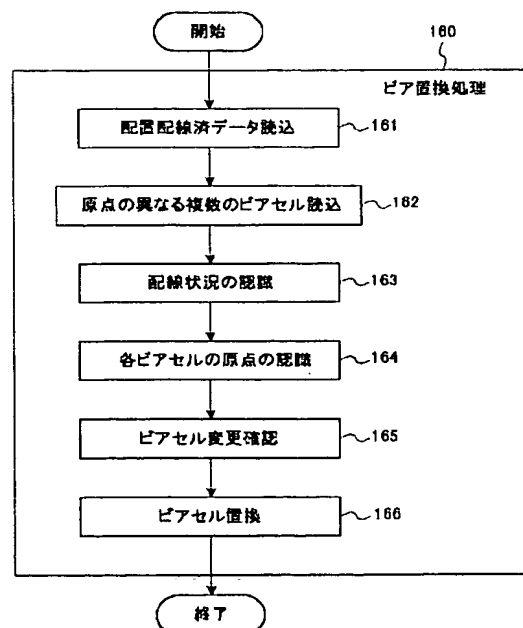 開始
160
ビア置換処理
配置配線済データ読込
161
原点の異なる複数のビアセル読込
162
配線状況の認識
163
各ビアセルの原点の認識
164
ビアセル変更確認
165
ビアセル置換
166
終了